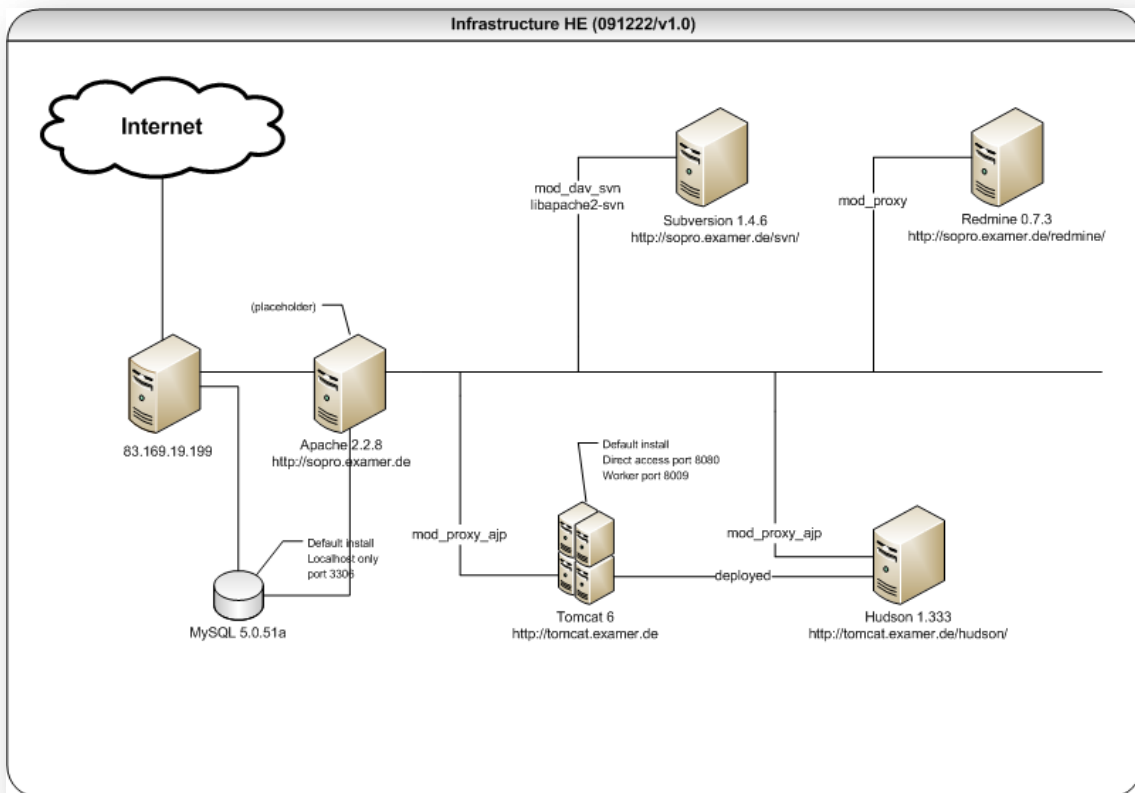 Infrastructure HE (091222/v1.0)
Internet
mod_dav_svn
libapache2-svn
Subversion 1.4.6
http://sopro.examer.de/svn/
mod_proxy
Redmine 0.7.3
http://sopro.examer.de/redmine/
(placeholder)
83.169.19.199
Apache 2.2.8
http://sopro.examer.de
Default install
Localhost only
port 3306
MySQL 5.0.51a
mod_proxy_ajp
Default install
Direct access port 8080
Worker port 8009
Tomcat 6
http://tomcat.examer.de
deployed
mod_proxy_ajp
Hudson 1.333
http://tomcat.examer.de/hudson/